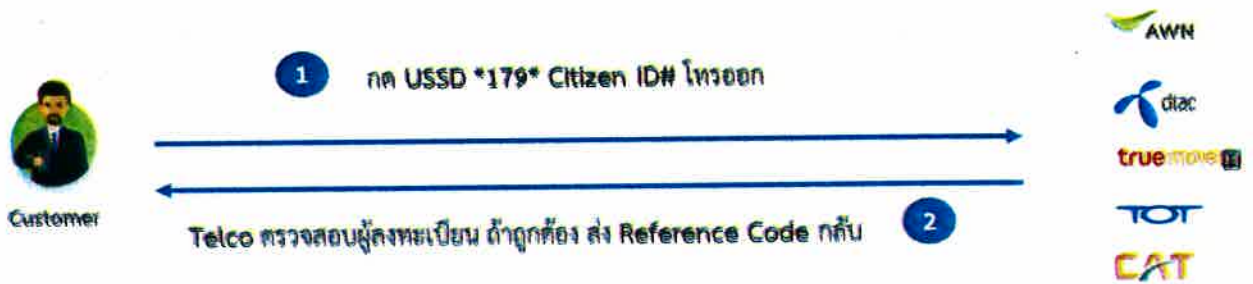 AWN
1 กด USSD *179* Citizen ID# โทรออก
dtac
truemove H
Customer
Telco ตรวจสอบผู้ลงทะเบียน ถ้าถูกต้อง ส่ง Reference Code กลับ 2
TOT
CAT